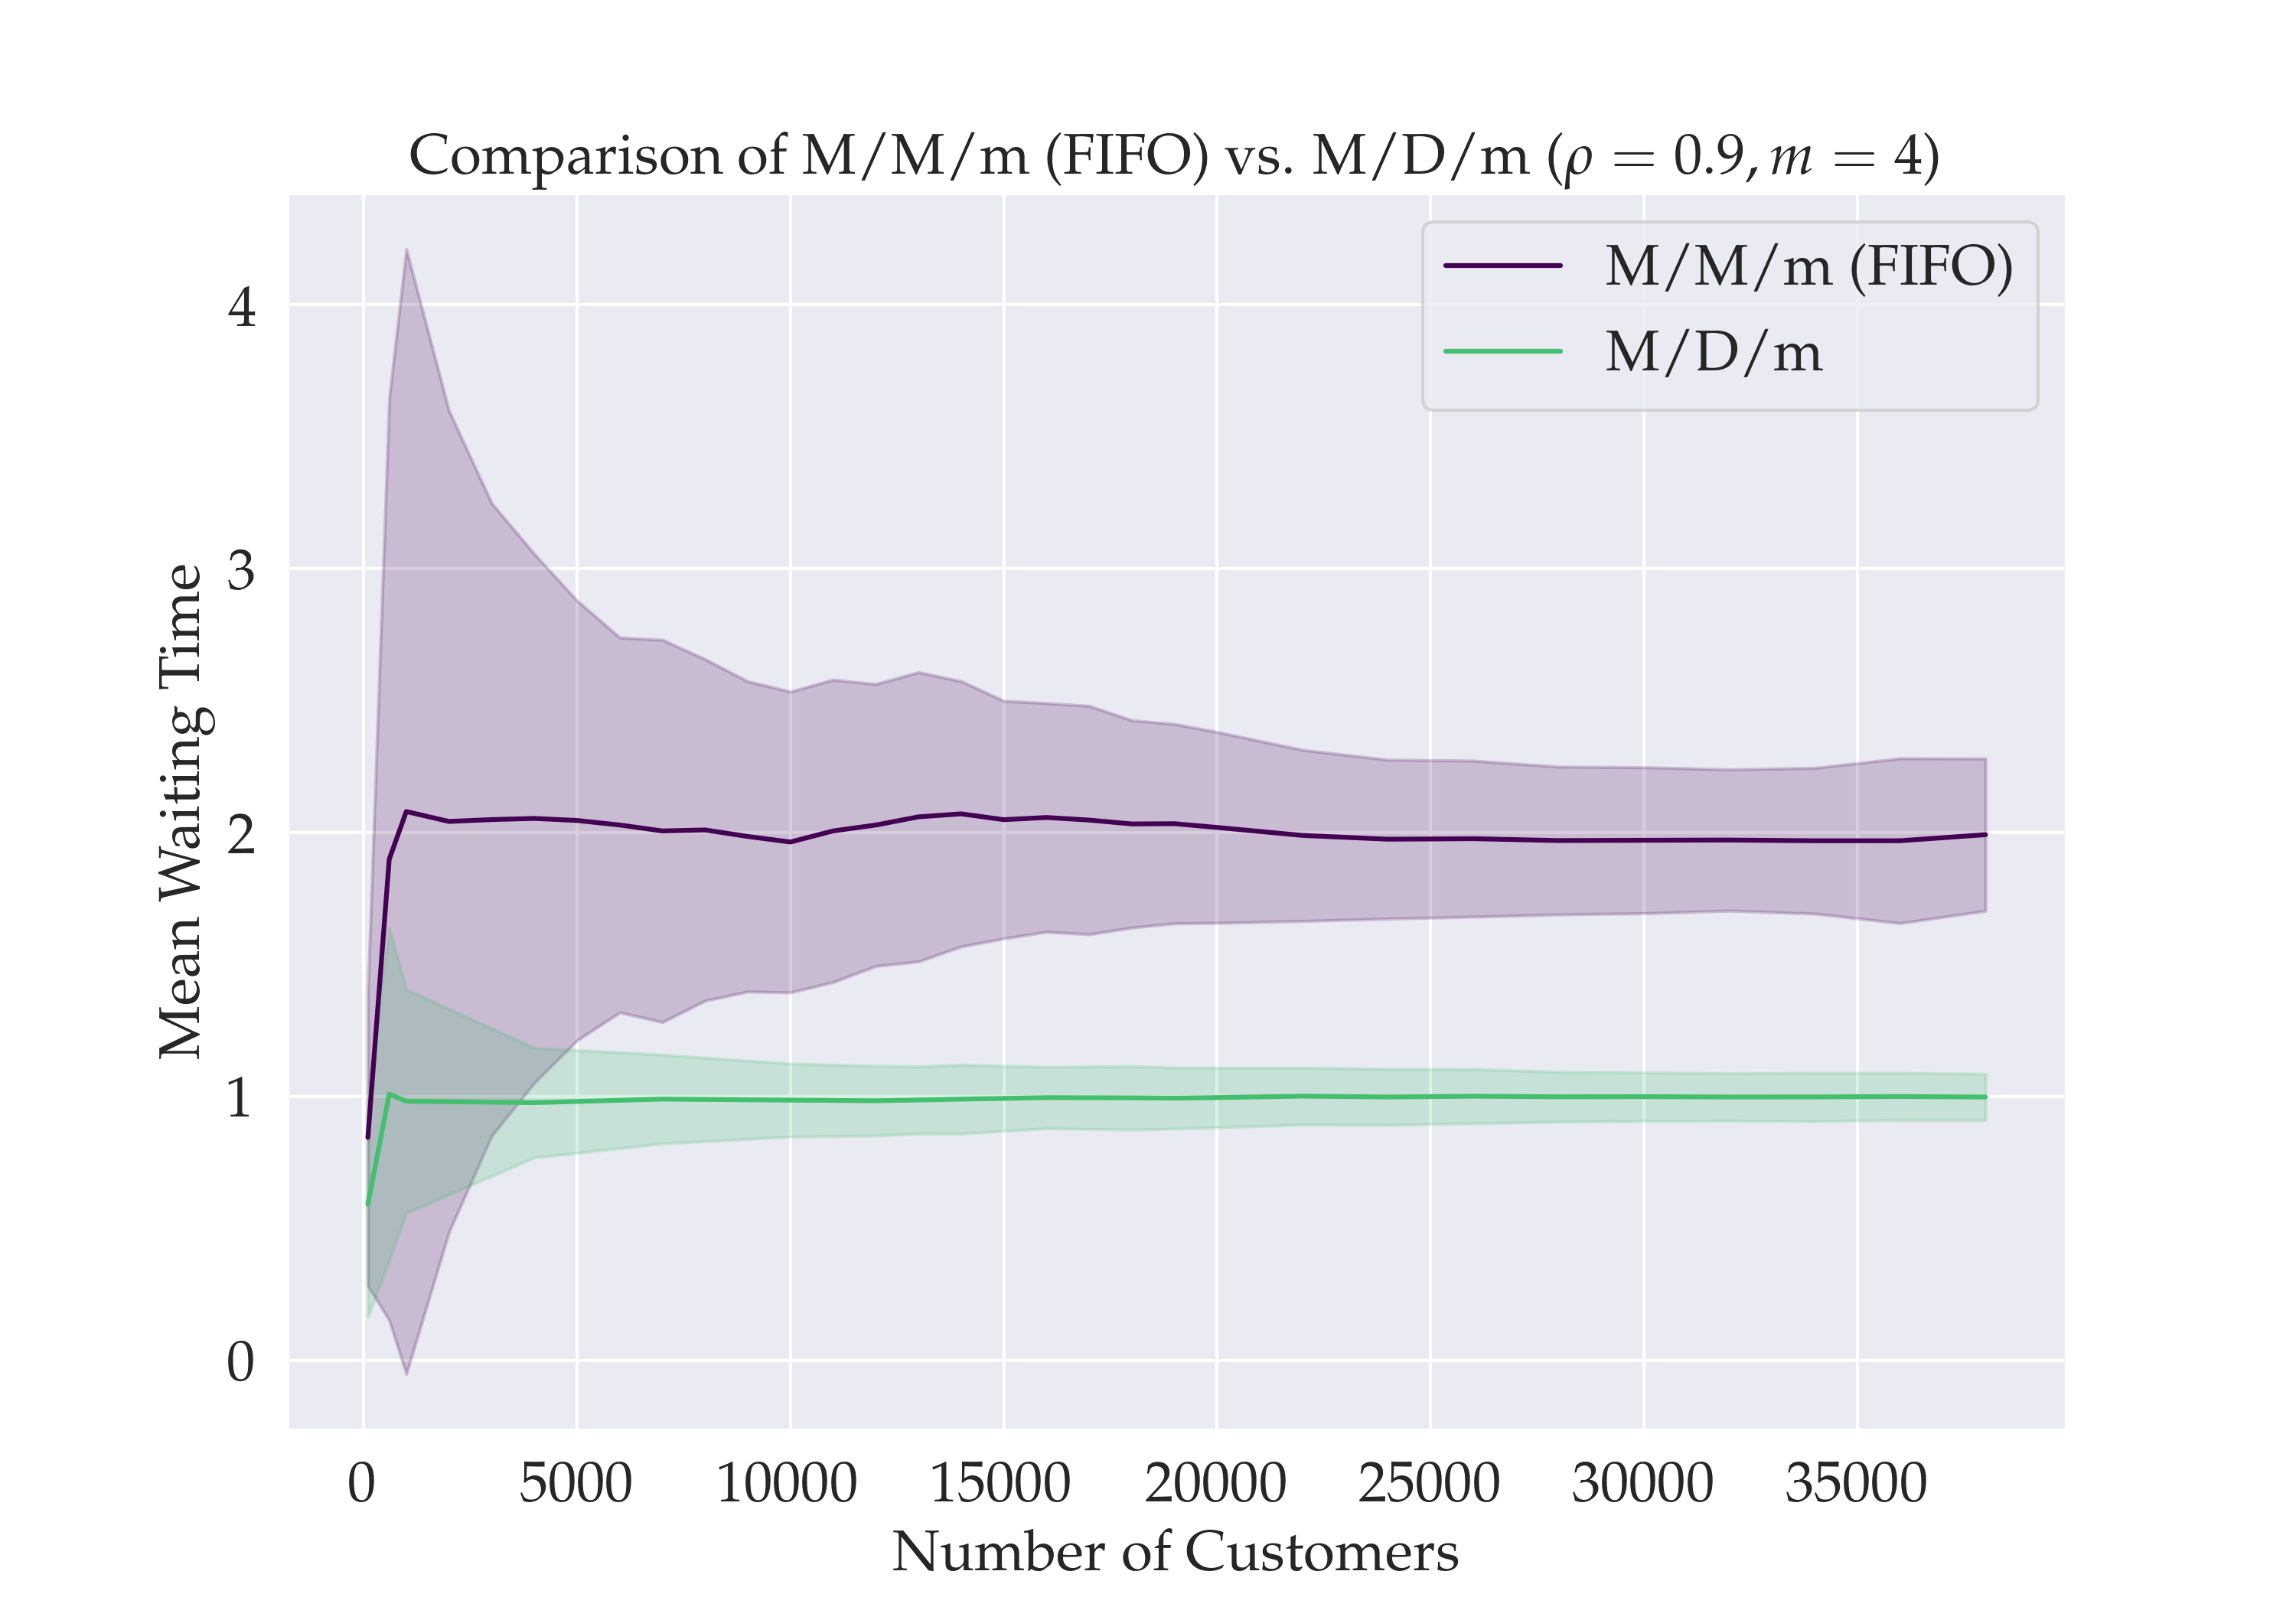 Comparison of M/M/m (FIFO) vs. M/D/m (ρ = 0.9, m = 4)
M/M/m (FIFO)
M/D/m
Mean Waiting Time
4
3
2
1
0
0 5000 10000 15000 20000 25000 30000 35000
Number of Customers